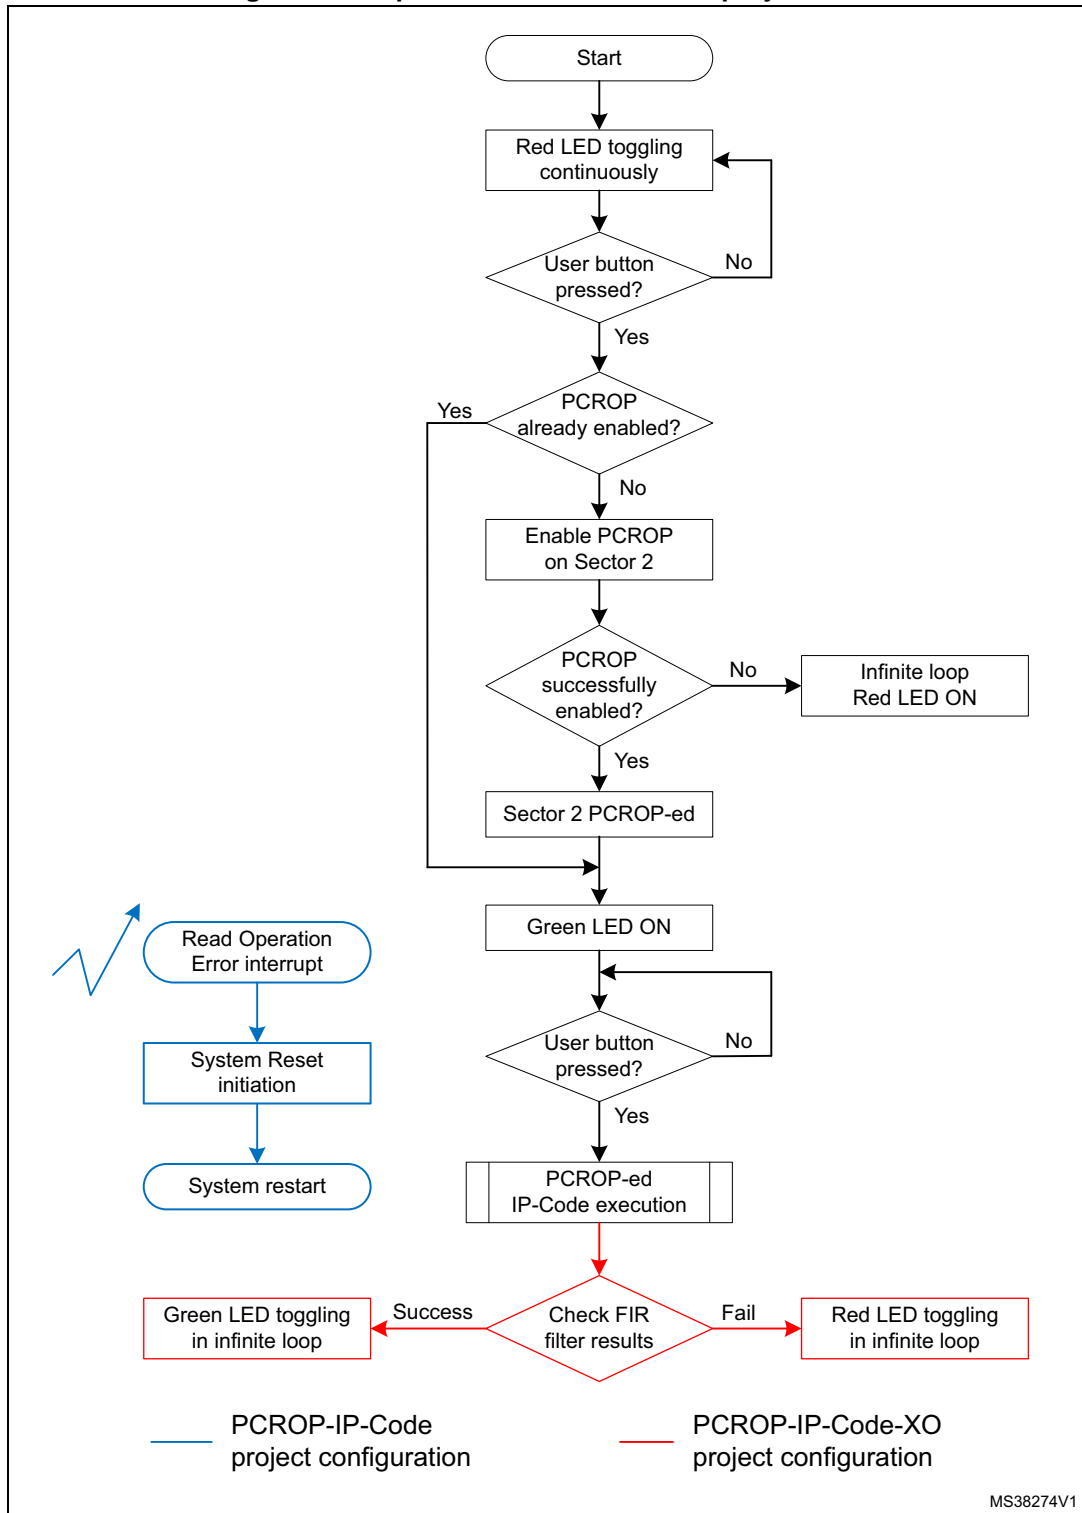 Start
Red LED toggling
continuously
User button
pressed?
No
Yes
PCROP
already enabled?
Yes
No
Enable PCROP
on Sector 2
PCROP
successfully
enabled?
No
Infinite loop
Red LED ON
Yes
Sector 2 PCROP-ed
Green LED ON
Read Operation
Error interrupt
System Reset
initiation
System restart
User button
pressed?
No
Yes
PCROP-ed
IP-Code execution
Check FIR
filter results
Success
Green LED toggling
in infinite loop
Fail
Red LED toggling
in infinite loop
PCROP-IP-Code
project configuration
PCROP-IP-Code-XO
project configuration
MS38274V1